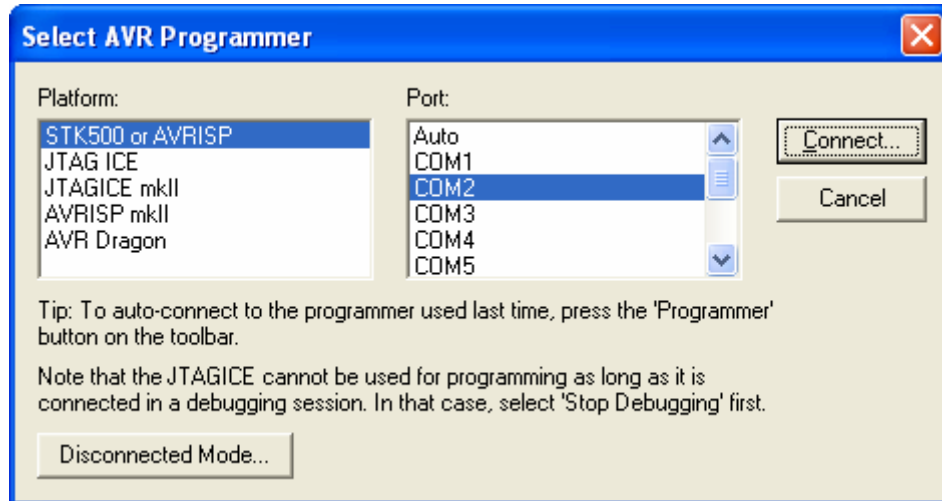 Select AVR Programmer
Platform:
STK500 or AVRISP
JTAG ICE
JTAGICE mkII
AVRISP mkII
AVR Dragon
Port:
Auto
COM1
COM2
COM3
COM4
COM5
Connect...
Cancel
Tip: To auto-connect to the programmer used last time, press the 'Programmer'
button on the toolbar.
Note that the JTAGICE cannot be used for programming as long as it is
connected in a debugging session. In that case, select 'Stop Debugging' first.
Disconnected Mode...